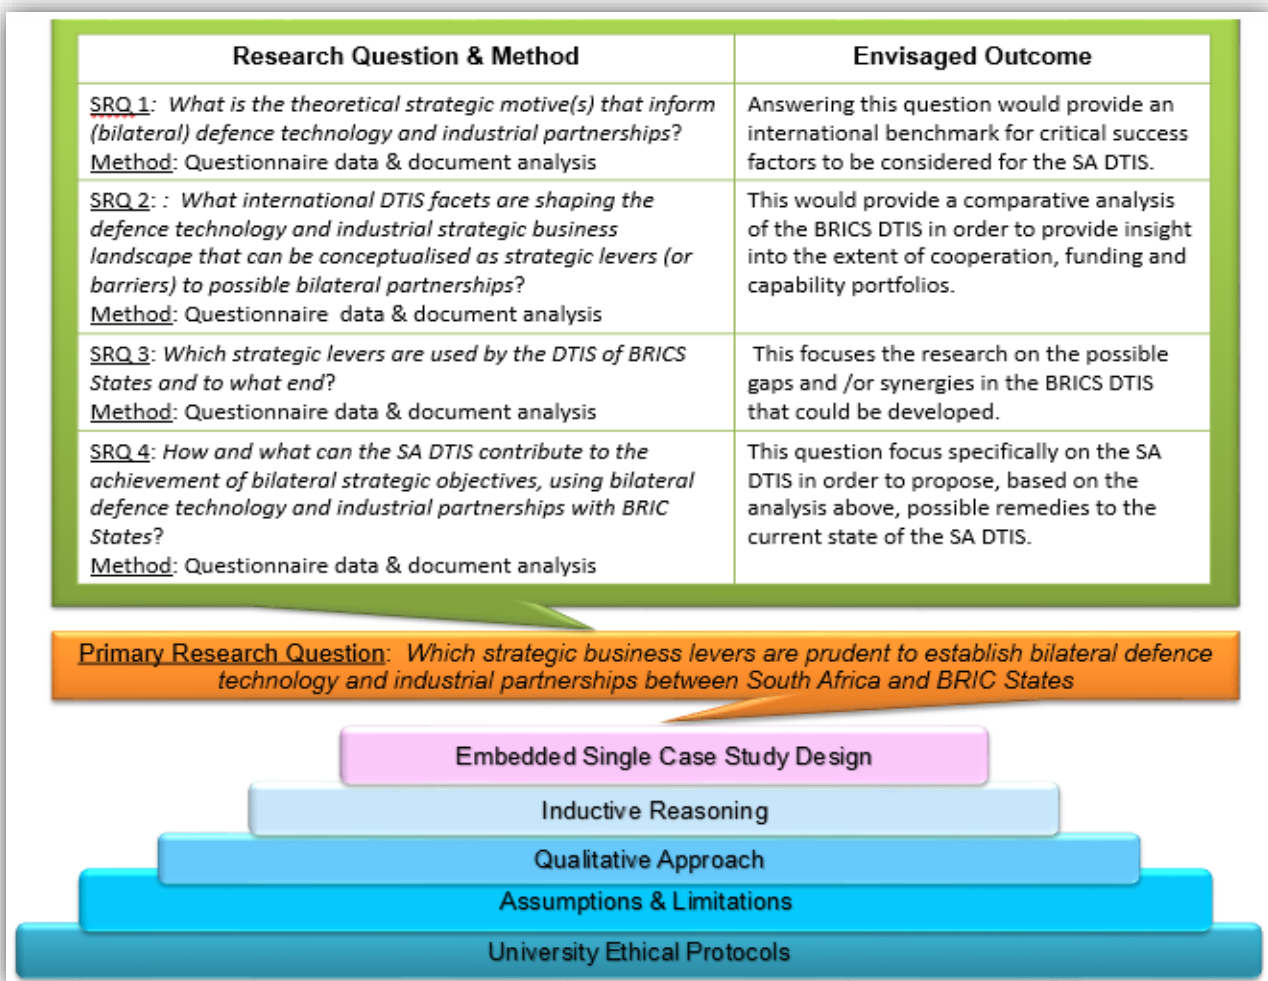 Research Question & Method
Envisaged Outcome
SRQ 1: What is the theoretical strategic motive(s) that inform
(bilateral) defence technology and industrial partnerships?
Method: Questionnaire data & document analysis
Answering this question would provide an
international benchmark for critical success
factors to be considered for the SA DTIS.
SRQ 2: : What international DTIS facets are shaping the
defence technology and industrial strategic business
landscape that can be conceptualised as strategic levers (or
barriers) to possible bilateral partnerships?
Method: Questionnaire data & document analysis
This would provide a comparative analysis
of the BRICS DTIS in order to provide insight
into the extent of cooperation, funding and
capability portfolios.
SRQ 3: Which strategic levers are used by the DTIS of BRICS
States and to what end?
Method: Questionnaire data & document analysis
This focuses the research on the possible
gaps and /or synergies in the BRICS DTIS
that could be developed.
SRQ 4: How and what can the SA DTIS contribute to the
achievement of bilateral strategic objectives, using bilateral
defence technology and industrial partnerships with BRIC
States?
Method: Questionnaire data & document analysis
This question focus specifically on the SA
DTIS in order to propose, based on the
analysis above, possible remedies to the
current state of the SA DTIS.
Primary Research Question: Which strategic business levers are prudent to establish bilateral defence
technology and industrial partnerships between South Africa and BRIC States
Embedded Single Case Study Design
Inductive Reasoning
Qualitative Approach
Assumptions & Limitations
University Ethical Protocols